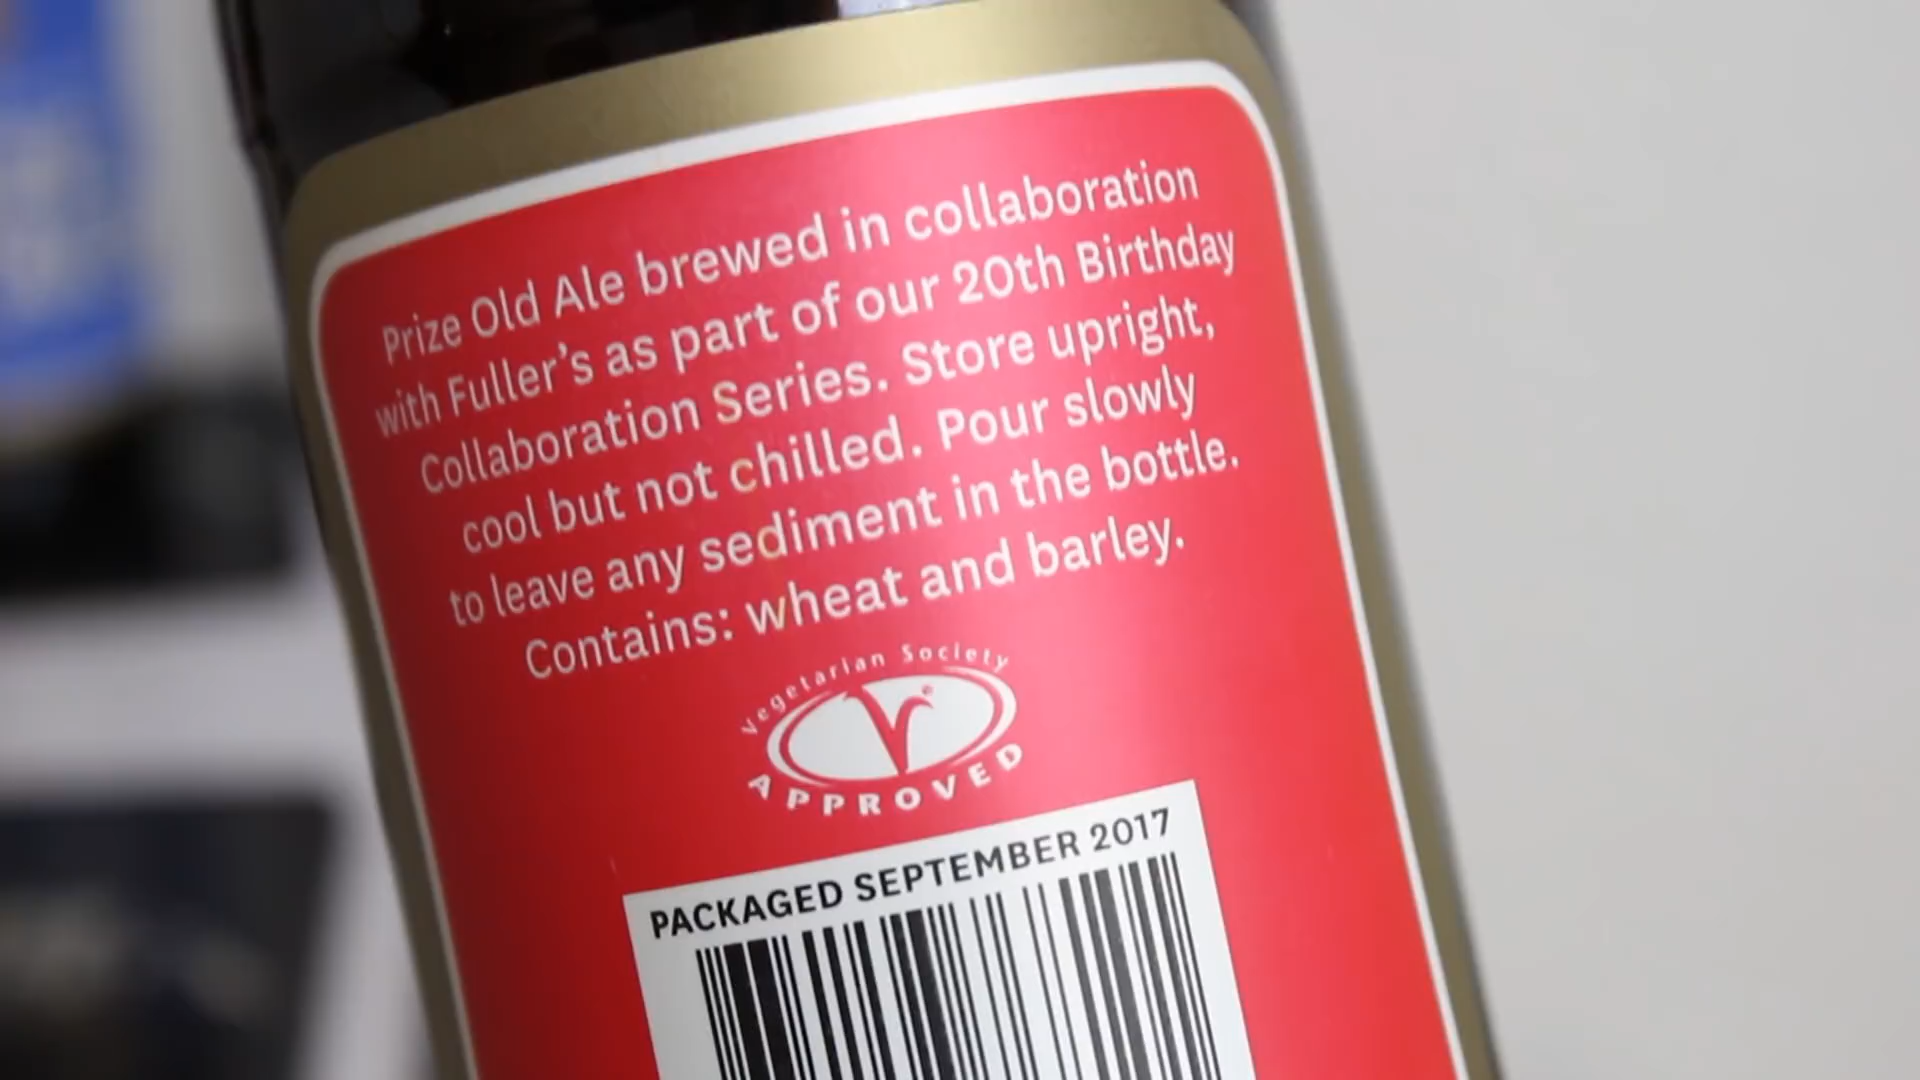 Prize Old Ale brewed in collaboration
with Fuller's as part of our 20th Birthday
Collaboration Series. Store upright,
cool but not chilled. Pour slowly
to leave any sediment in the bottle.
Contains: wheat and barley.
Vegetarian Society
APPROVED
PACKAGED SEPTEMBER 2017